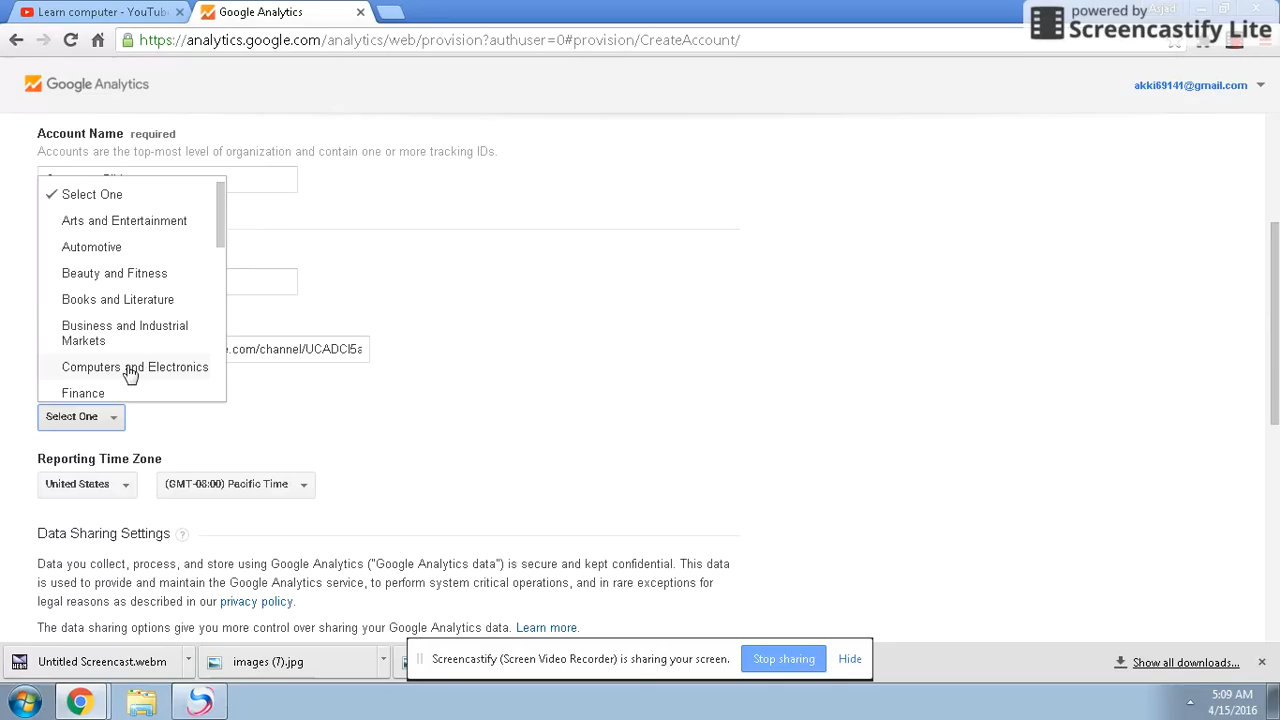 Learn computer - YouTub
Google Analytics
Asjad
powered by
Screencastify Lite
https://analytics.google.com/
provision/CreateAccount/
Google Analytics
akki69141@gmail.com
Account Name required
Accounts are the top-most level of organization and contain one or more tracking IDs.
Select One
Arts and Entertainment
Automotive
Beauty and Fitness
Books and Literature
Business and Industrial
Markets
e.com/channel/UCADCI5a
Computers and Electronics
Finance
Select One
Reporting Time Zone
United States
(GMT-08:00) Pacific Time
Data Sharing Settings ?
Data you collect, process, and store using Google Analytics ("Google Analytics data") is secure and kept confidential. This data
is used to provide and maintain the Google Analytics service, to perform system critical operations, and in rare exceptions for
legal reasons as described in our privacy policy.
The data sharing options give you more control over sharing your Google Analytics data. Learn more.
Untitled Screencast.webm
images (7).jpg
Screencastify (Screen Video Recorder) is sharing your screen.
Stop sharing
Hide
Show all downloads...
5:09 AM
4/15/2016